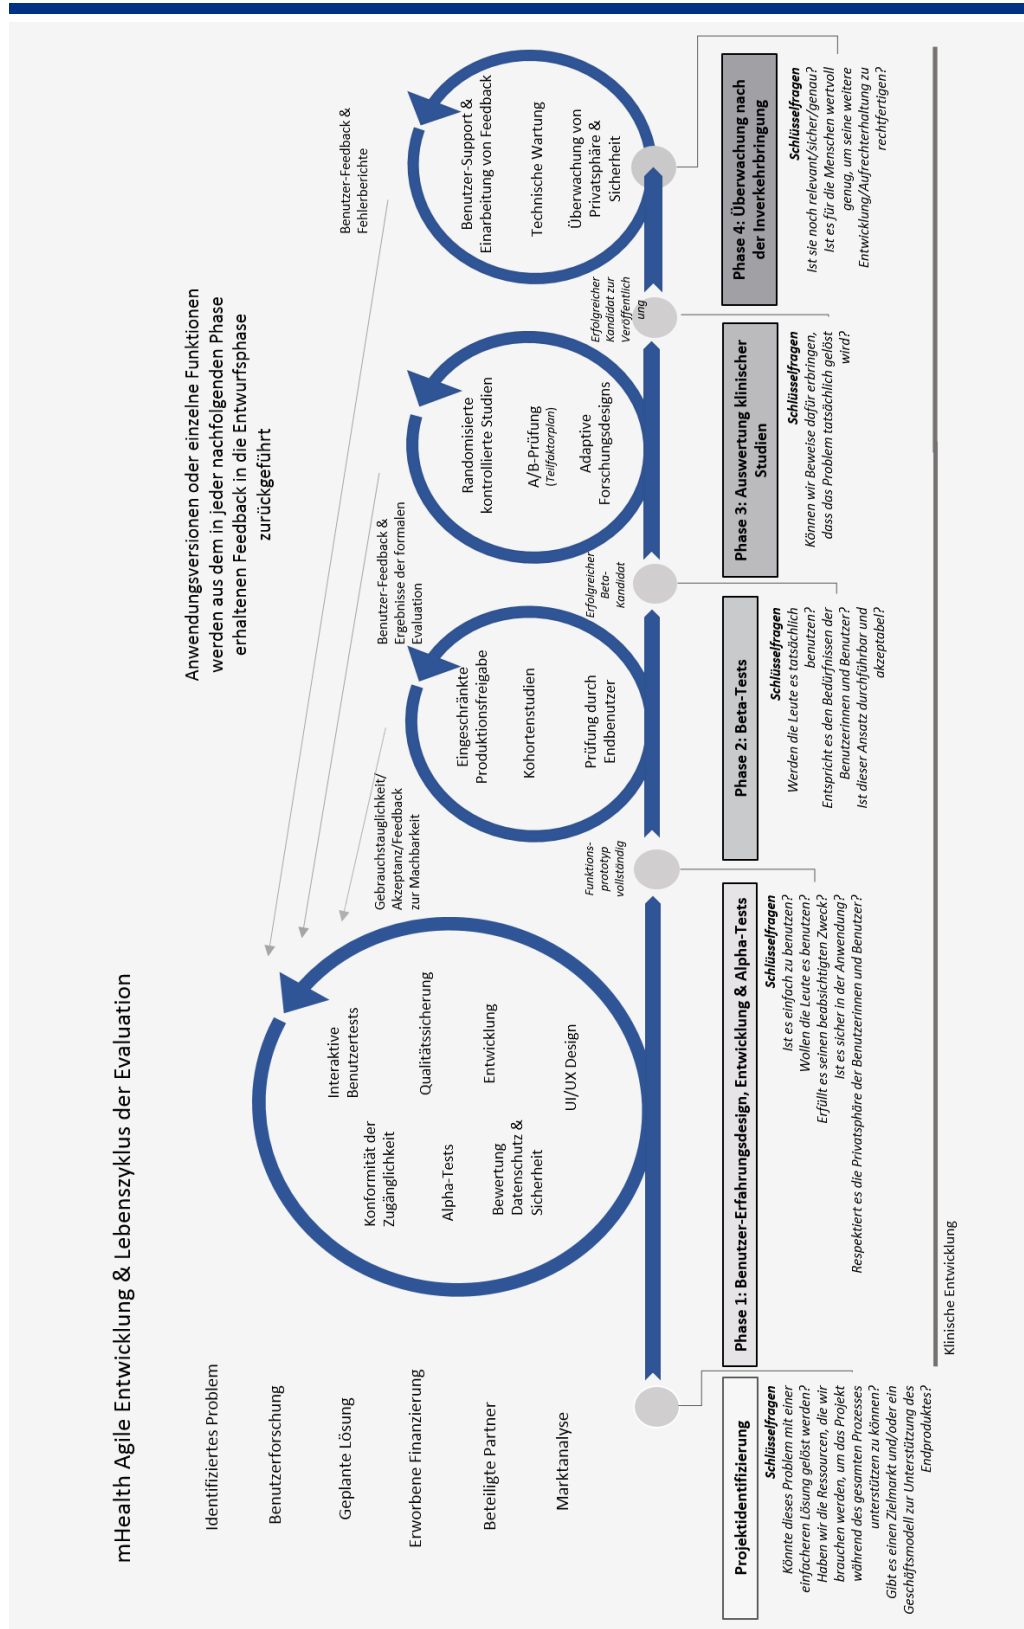 mHealth Agile Entwicklung & Lebenszyklus der Evaluation
Anwendungsversionen oder einzelne Funktionen
werden aus dem in jeder nachfolgenden Phase
erhaltenen Feedback in die Entwurfsphase
zurückgeführt
Identifiziertes Problem
Benutzerforschung
Geplante Lösung
Erworbene Finanzierung
Beteiligte Partner
Marktanalyse
Interaktive
Benutzertests
Konformität der
Zugänglichkeit
Qualitätssicherung
Alpha-Tests
Entwicklung
Bewertung
Datenschutz &
Sicherheit
UI/UX Design
Gebrauchstauglichkeit/
Akzeptanz/Feedback
zur Machbarkeit
Funktions-
prototyp
vollständig
Eingeschränkte
Produktionsfreigabe
Kohortenstudien
Prüfung durch
Endbenutzer
Benutzer-Feedback &
Ergebnisse der formalen
Evaluation
Erfolgreicher
Beta-
Kandidat
Randomisierte
kontrollierte Studien
A/B-Prüfung
(Teilfaktorplan)
Adaptive
Forschungsdesigns
Benutzer-Feedback &
Fehlerberichte
Erfolgreicher
Kandidat zur
Veröffentlich
ung
Benutzer-Support &
Einarbeitung von Feedback
Technische Wartung
Überwachung von
Privatsphäre &
Sicherheit
Projektidentifizierung
Schlüsselfragen
Könnte dieses Problem mit einer
einfacheren Lösung gelöst werden?
Haben wir die Ressourcen, die wir
brauchen werden, um das Projekt
während des gesamten Prozesses
unterstützen zu können?
Gibt es einen Zielmarkt und/oder ein
Geschäftsmodell zur Unterstützung des
Endproduktes?
Phase 1: Benutzer-Erfahrungsdesign, Entwicklung & Alpha-Tests
Schlüsselfragen
Ist es einfach zu benutzen?
Wollen die Leute es benutzen?
Erfüllt es seinen beabsichtigten Zweck?
Ist es sicher in der Anwendung?
Respektiert es die Privatsphäre der Benutzerinnen und Benutzer?
Phase 2: Beta-Tests
Schlüsselfragen
Werden die Leute es tatsächlich
benutzen?
Entspricht es den Bedürfnissen der
Benutzerinnen und Benutzer?
Ist dieser Ansatz durchführbar und
akzeptabel?
Phase 3: Auswertung klinischer
Studien
Schlüsselfragen
Können wir Beweise dafür erbringen,
dass das Problem tatsächlich gelöst
wird?
Phase 4: Überwachung nach
der Inverkehrbringung
Schlüsselfragen
Ist sie noch relevant/sicher/genau?
Ist es für die Menschen wertvoll
genug, um seine weitere
Entwicklung/Aufrechterhaltung zu
rechtfertigen?
Klinische Entwicklung